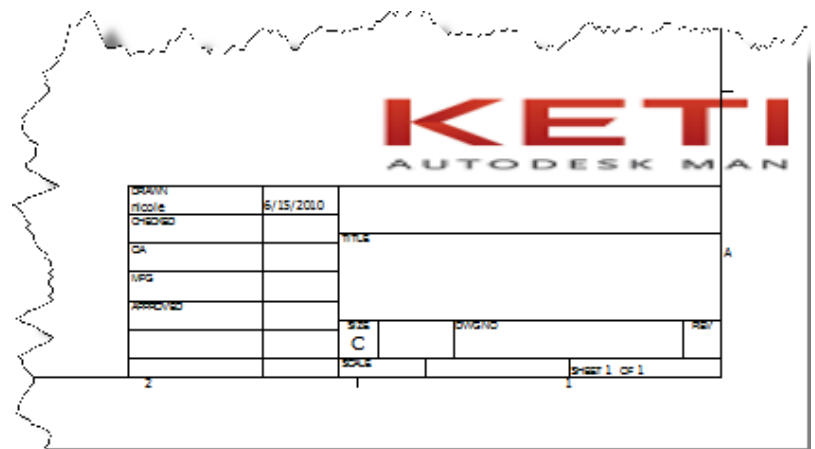 KETI
AUTODESK MAN
DRAWN
nicole 6/15/2010
CHECKED
QA
MFG
APPROVED
TITLE
A
SIZE
C
DWG NO
REV
SCALE
SHEET 1 OF 1
2 1